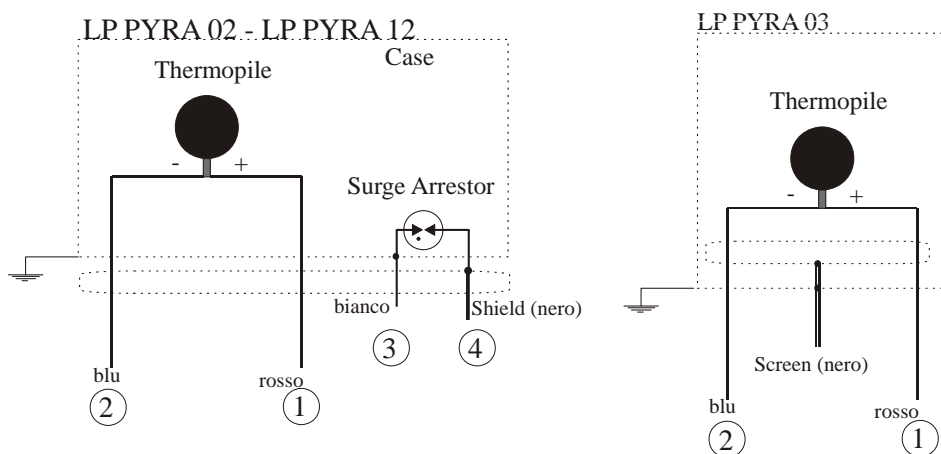 LP PYRA 02 - LP PYRA 12
Case
Thermopile
- +
Surge Arrestor
bianco
Shield (nero)
3
4
blu
rosso
2
1
LP PYRA 03
Thermopile
- +
Screen (nero)
blu
rosso
2
1